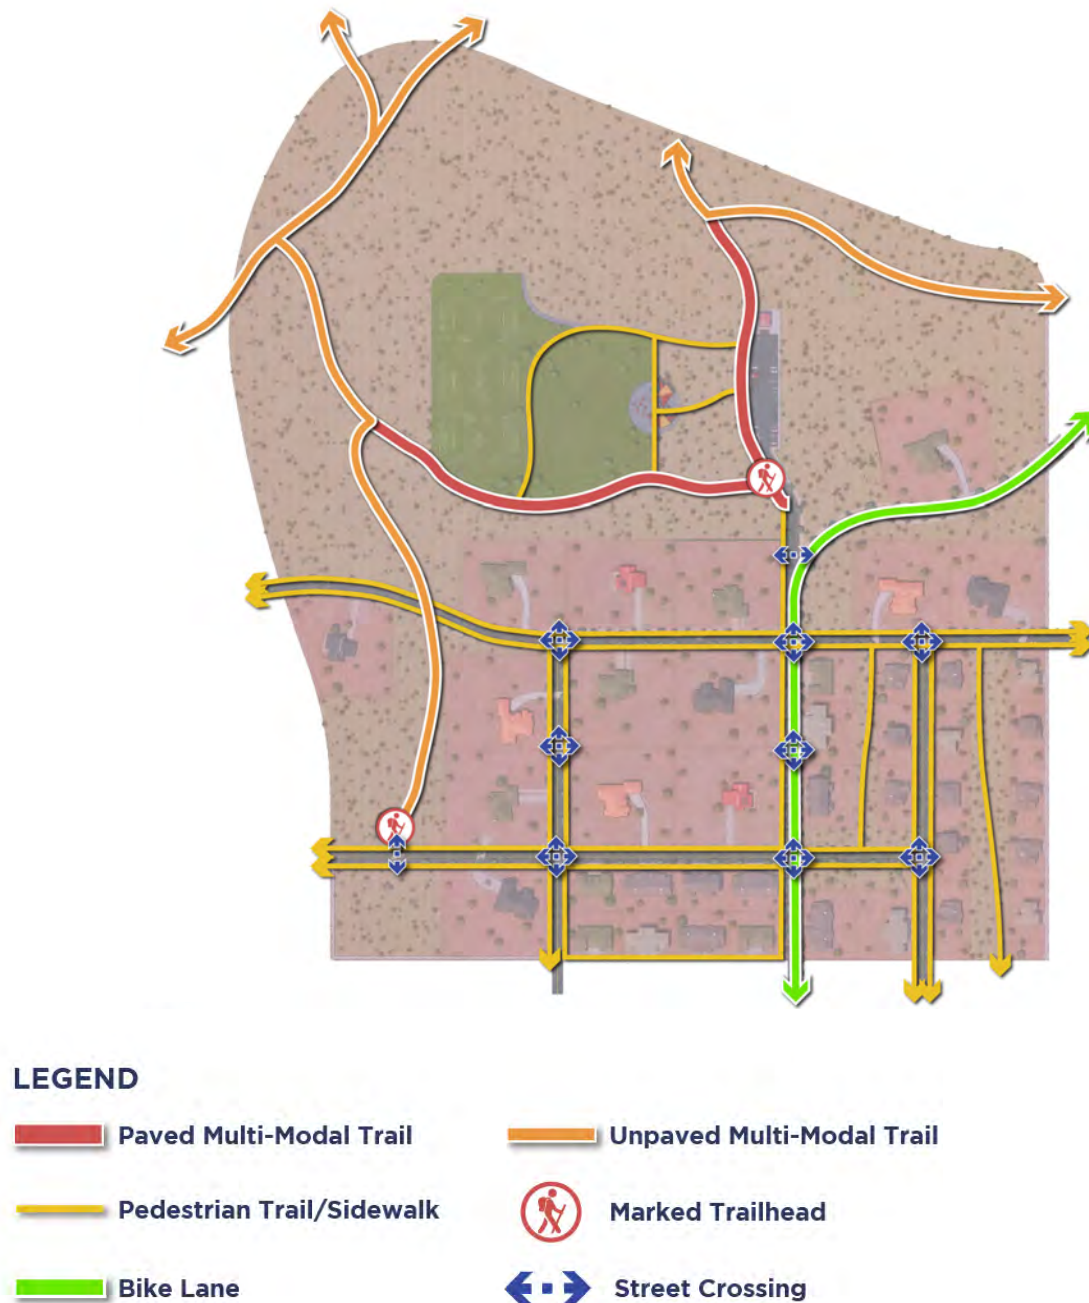 LEGEND
Paved Multi-Modal Trail
Unpaved Multi-Modal Trail
Pedestrian Trail/Sidewalk
Marked Trailhead
Bike Lane
Street Crossing